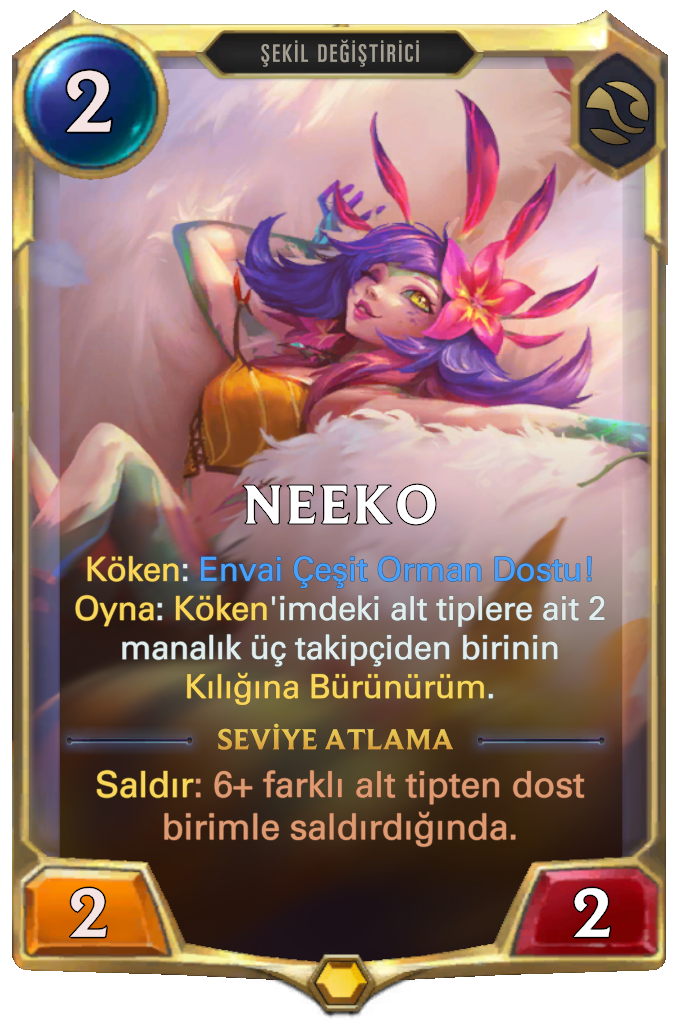 ŞEKİL DEĞİŞTİRİCİ
2
NEEKO
Köken: Envai Çeşit Orman Dostu!
Oyna: Köken'imdeki alt tiplere ait 2
manalık üç takipçiden birinin
Kılığına Bürünürüm.
SEVİYE ATLAMA
Saldır: 6+ farklı alt tipten dost
birimle saldırdığında.
2
2